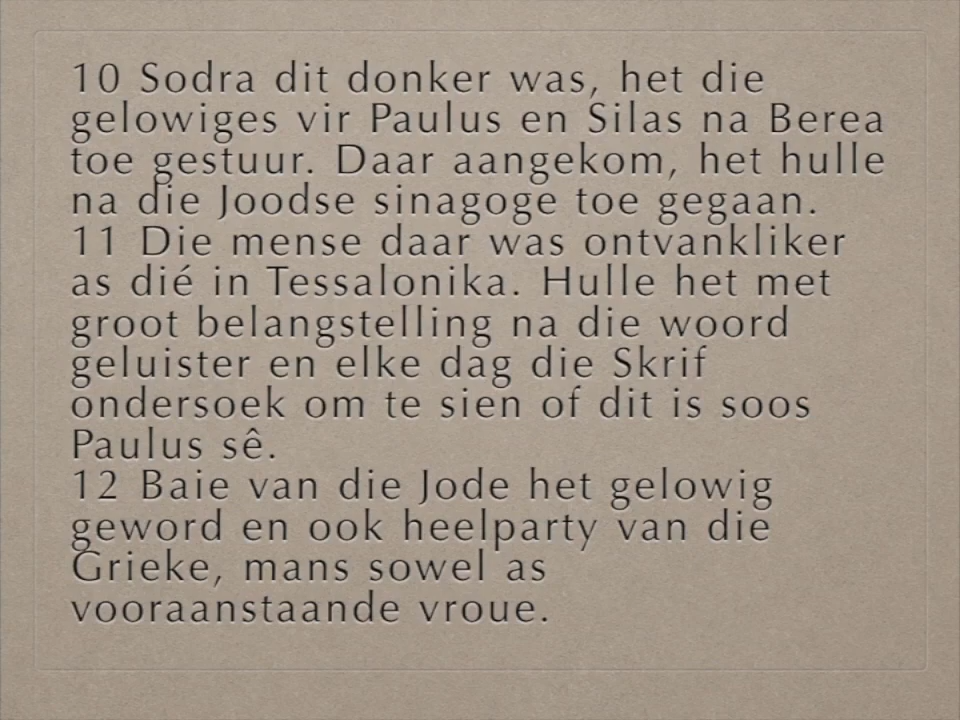 10 Sodra dit donker was, het die
gelowiges vir Paulus en Silas na Berea
toe gestuur. Daar aangekom, het hulle
na die Joodse sinagoge toe gegaan.
11 Die mense daar was ontvankliker
as dié in Tessalonika. Hulle het met
groot belangstelling na die woord
geluister en elke dag die Skrif
ondersoek om te sien of dit is soos
Paulus sê.
12 Baie van die Jode het gelowig
geword en ook heelparty van die
Grieke, mans sowel as
vooraanstaande vroue.